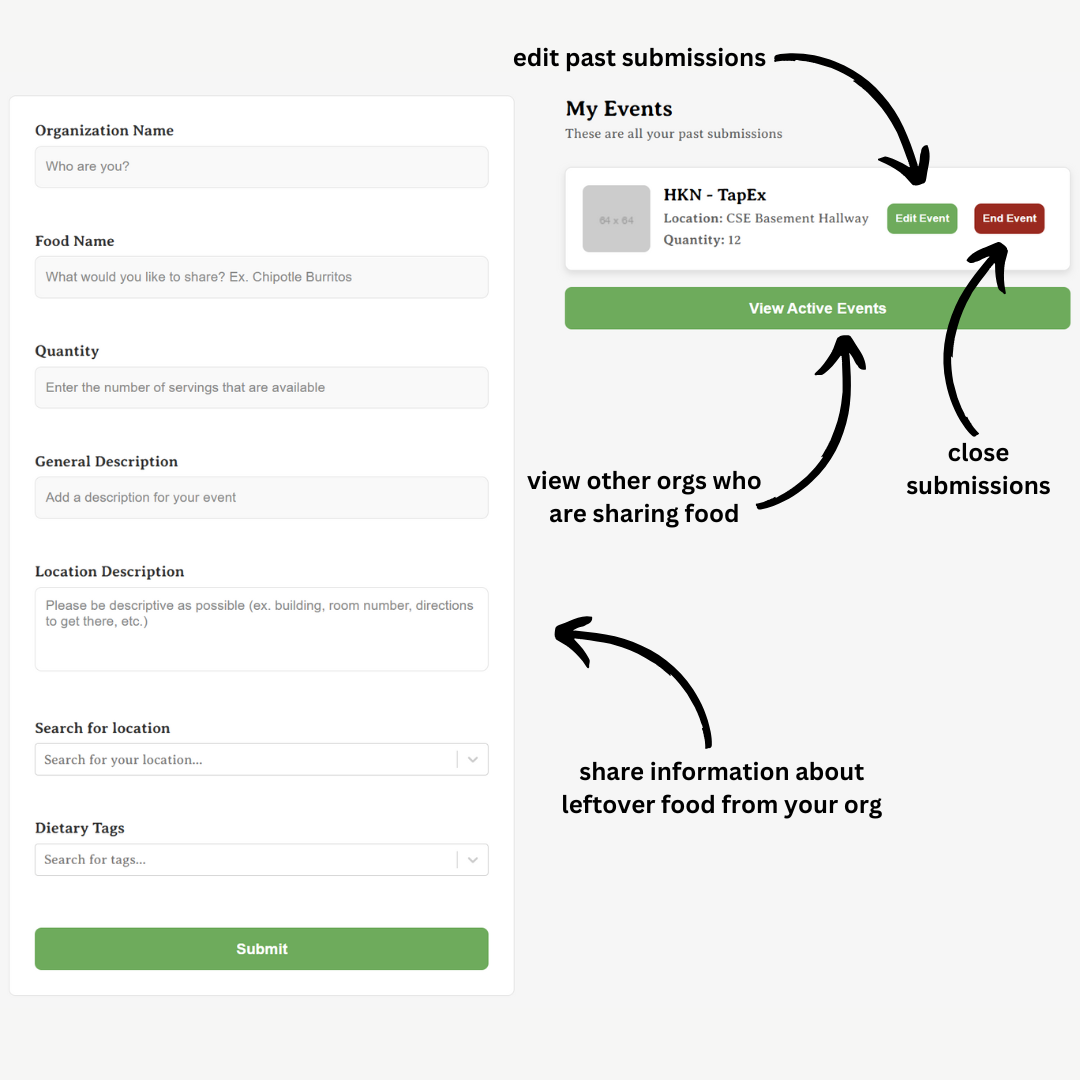 edit past submissions
My Events
These are all your past submissions
64 x 64
HKN - TapEx
Location: CSE Basement Hallway
Quantity: 12
Edit Event
End Event
View Active Events
view other orgs who
are sharing food
close
submissions
share information about
leftover food from your org
Organization Name
Who are you?
Food Name
What would you like to share? Ex. Chipotle Burritos
Quantity
Enter the number of servings that are available
General Description
Add a description for your event
Location Description
Please be descriptive as possible (ex. building, room number, directions
to get there, etc.)
Search for location
Search for your location...
Dietary Tags
Search for tags...
Submit